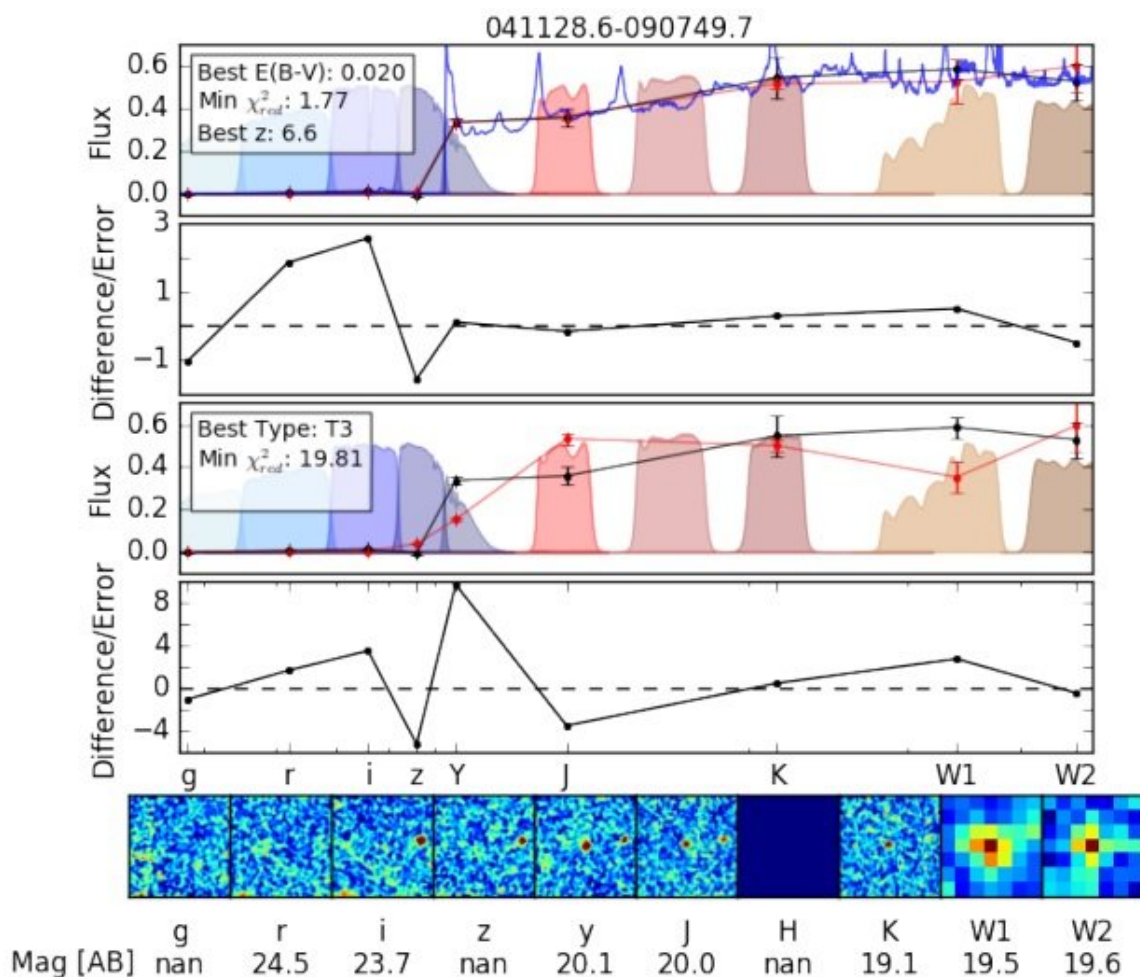 041128.6-090749.7
Flux
0.6
0.4
0.2
0.0
Best E(B-V): 0.020
Min χ²red: 1.77
Best z: 6.6
Difference/Error
3
1
−1
Flux
0.6
0.4
0.2
0.0
Best Type: T3
Min χ²red: 19.81
Difference/Error
8
4
0
−4
g r i z Y J K W1 W2
g r i z y J H K W1 W2
Mag [AB] nan 24.5 23.7 nan 20.1 20.0 nan 19.1 19.5 19.6